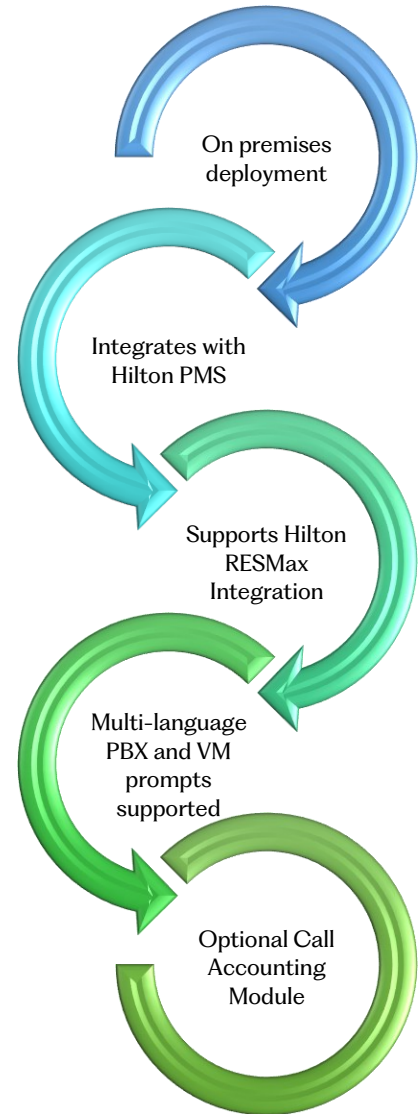 On premises
deployment
Integrates with
Hilton PMS
Supports Hilton
RESMax
Integration
Multi-language
PBX and VM
prompts
supported
Optional Call
Accounting
Module